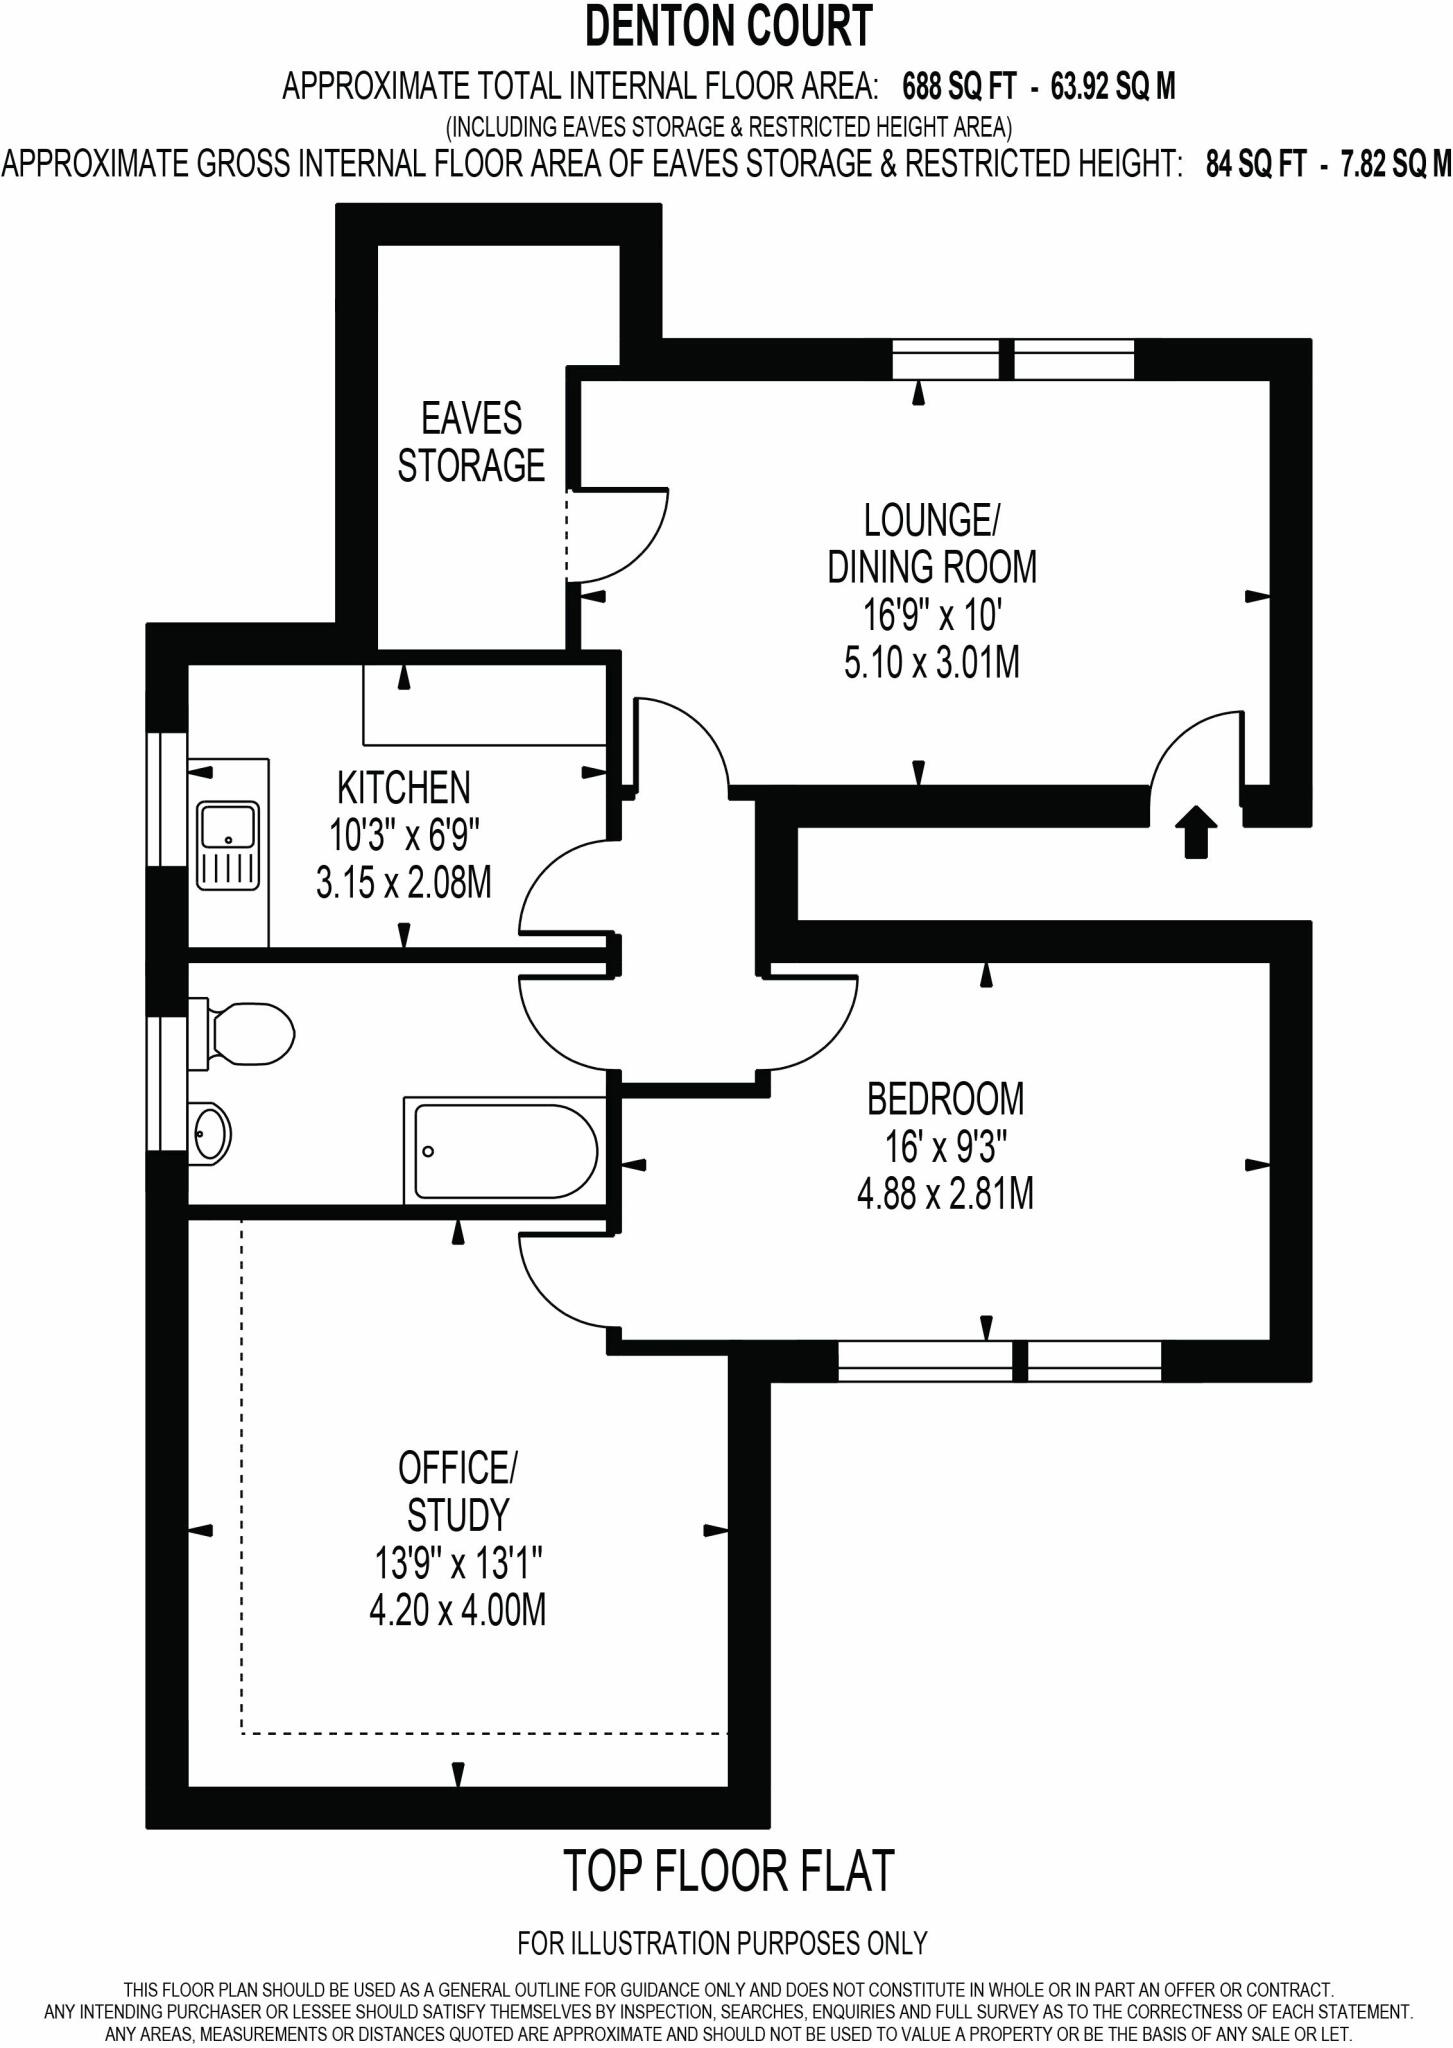 DENTON COURT
APPROXIMATE TOTAL INTERNAL FLOOR AREA: 688 SQ FT - 63.92 SQ M
(INCLUDING EAVES STORAGE & RESTRICTED HEIGHT AREA)
APPROXIMATE GROSS INTERNAL FLOOR AREA OF EAVES STORAGE & RESTRICTED HEIGHT: 84 SQ FT - 7.82 SQ M
EAVES
STORAGE
LOUNGE/
DINING ROOM
16'9" x 10'
5.10 x 3.01M
KITCHEN
10'3" x 6'9"
3.15 x 2.08M
BEDROOM
16' x 9'3"
4.88 x 2.81M
OFFICE/
STUDY
13'9" x 13'1"
4.20 x 4.00M
TOP FLOOR FLAT
FOR ILLUSTRATION PURPOSES ONLY
THIS FLOOR PLAN SHOULD BE USED AS A GENERAL OUTLINE FOR GUIDANCE ONLY AND DOES NOT CONSTITUTE IN WHOLE OR IN PART AN OFFER OR CONTRACT.
ANY INTENDING PURCHASER OR LESSEE SHOULD SATISFY THEMSELVES BY INSPECTION, SEARCHES, ENQUIRIES AND FULL SURVEY AS TO THE CORRECTNESS OF EACH STATEMENT.
ANY AREAS, MEASUREMENTS OR DISTANCES QUOTED ARE APPROXIMATE AND SHOULD NOT BE USED TO VALUE A PROPERTY OR BE THE BASIS OF ANY SALE OR LET.